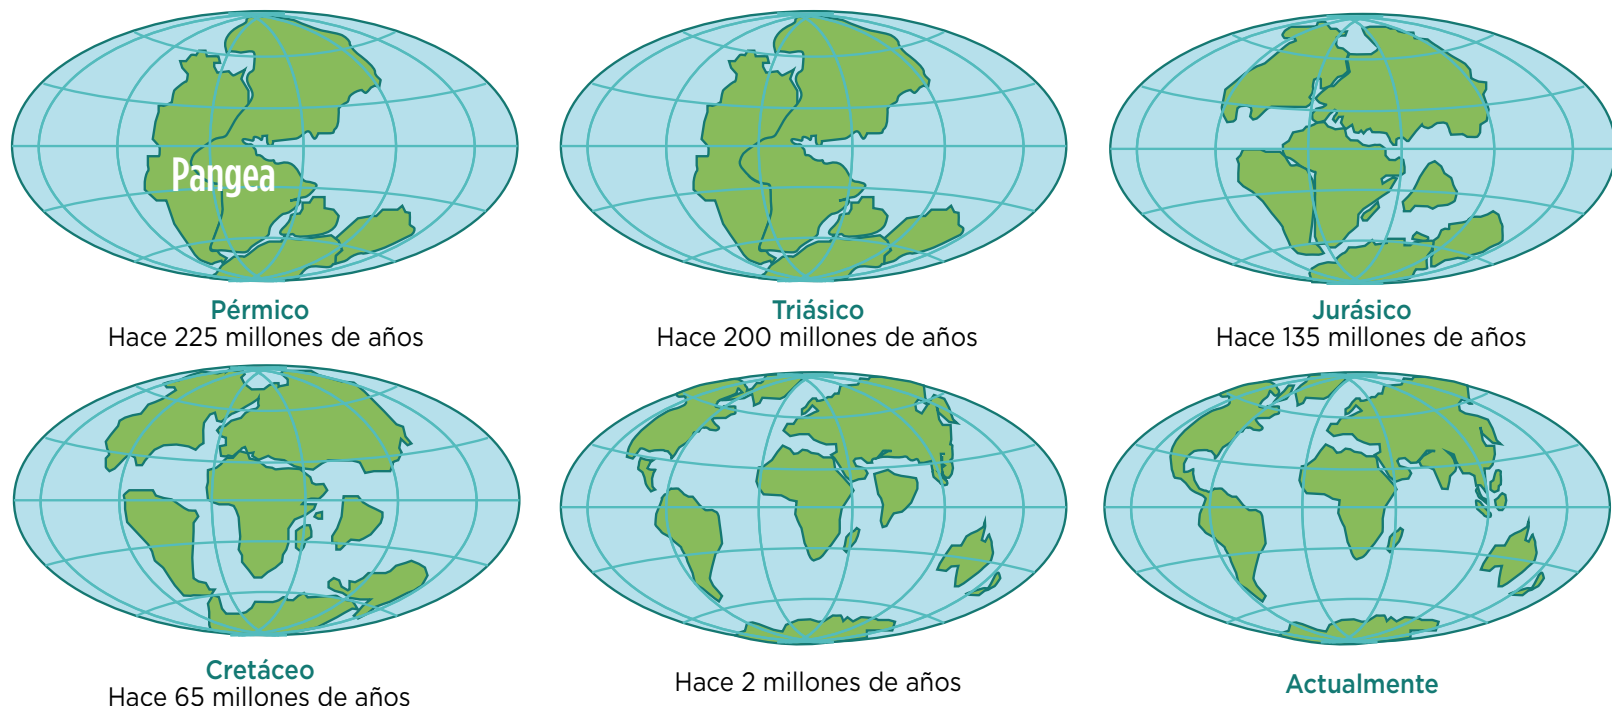 Pangea
Pérmico
Hace 225 millones de años
Triásico
Hace 200 millones de años
Jurásico
Hace 135 millones de años
Cretáceo
Hace 65 millones de años
Hace 2 millones de años
Actualmente